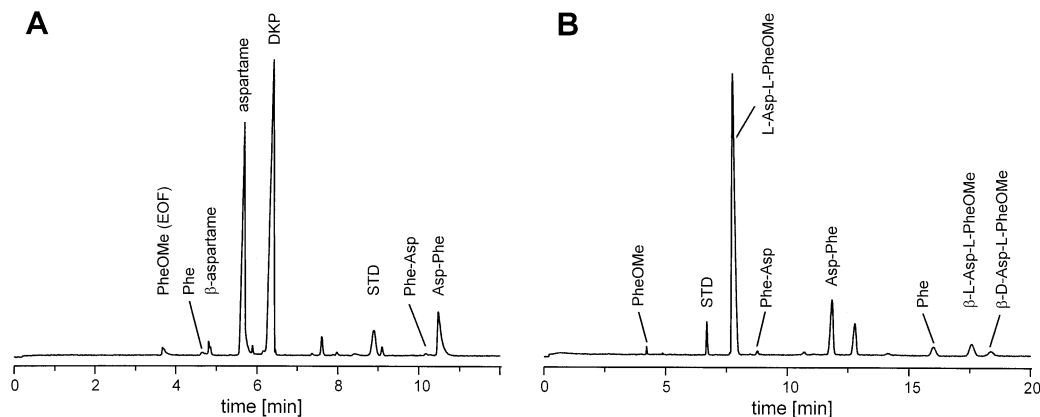 A
PheOMe (EOF)
Phe
β-aspartame
aspartame
DKP
STD
Phe-Asp
Asp-Phe
0 2 4 6 8 10
time [min]
B
PheOMe
STD
L-Asp-L-PheOMe
Phe-Asp
Asp-Phe
Phe
β-L-Asp-L-PheOMe
β-D-Asp-L-PheOMe
0 5 10 15 20
time [min]